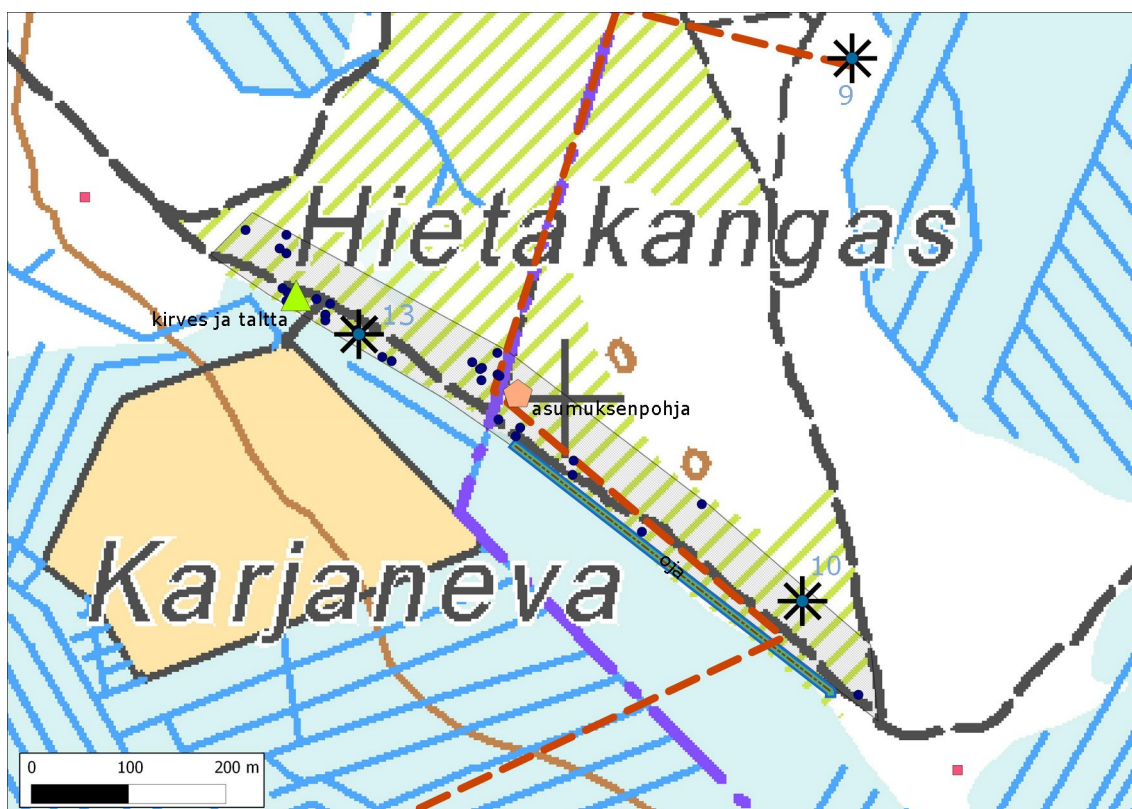 9
Hietakangas
13
kirves ja taltta
asumuksenpohja
oja
10
Karjaneva
0 100 200 m